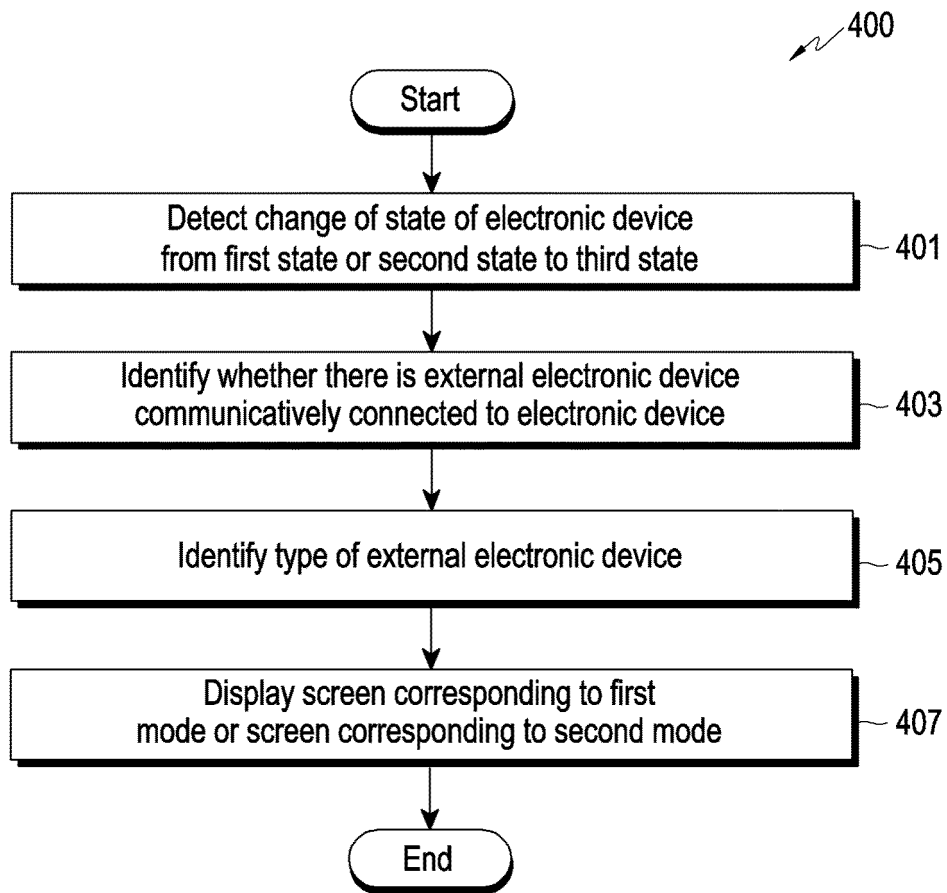 400
Start
Detect change of state of electronic device
from first state or second state to third state
401
Identify whether there is external electronic device
communicatively connected to electronic device
403
Identify type of external electronic device
405
Display screen corresponding to first
mode or screen corresponding to second mode
407
End